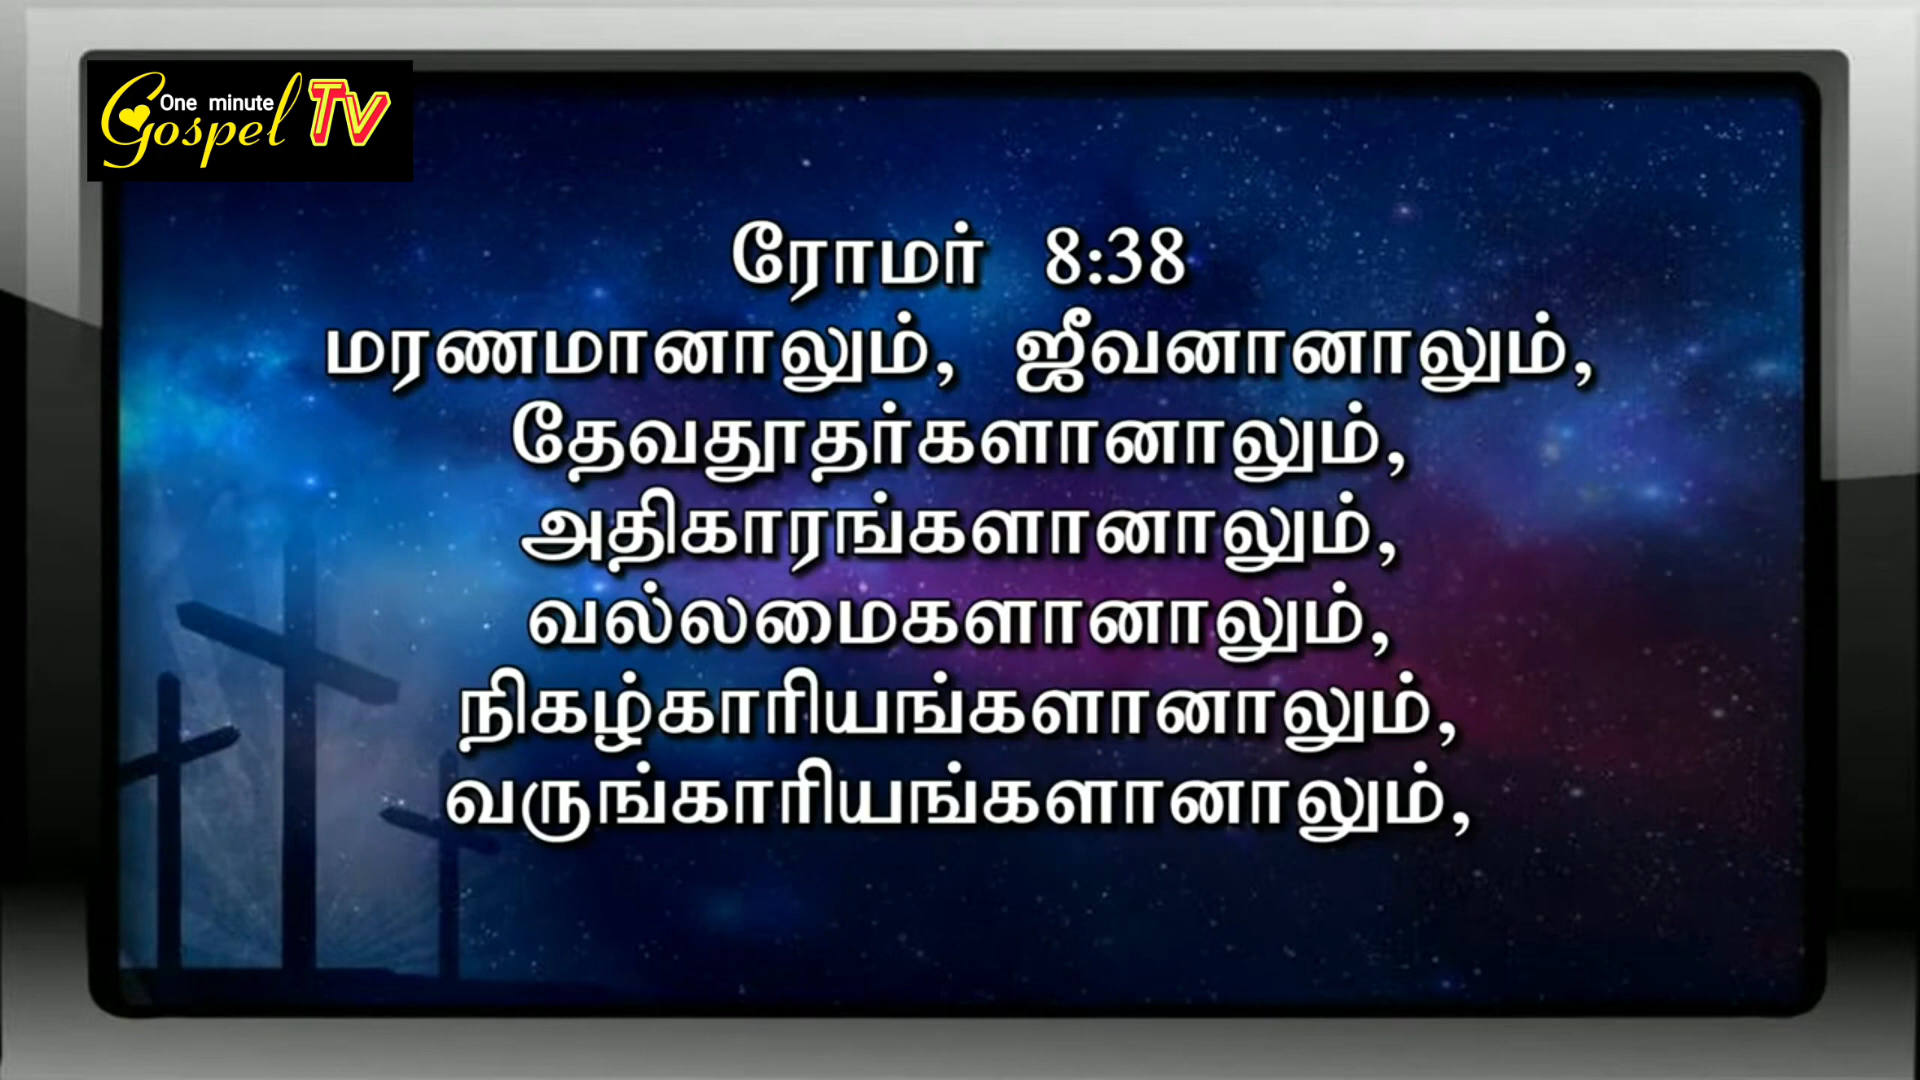 One minute
Gospel TV
ரோமர் 8:38
மரணமானாலும், ஜீவனானாலும்,
தேவதூதர்களானாலும்,
அதிகாரங்களானாலும்,
வல்லமைகளானாலும்,
நிகழ்காரியங்களானாலும்,
வருங்காரியங்களானாலும்,